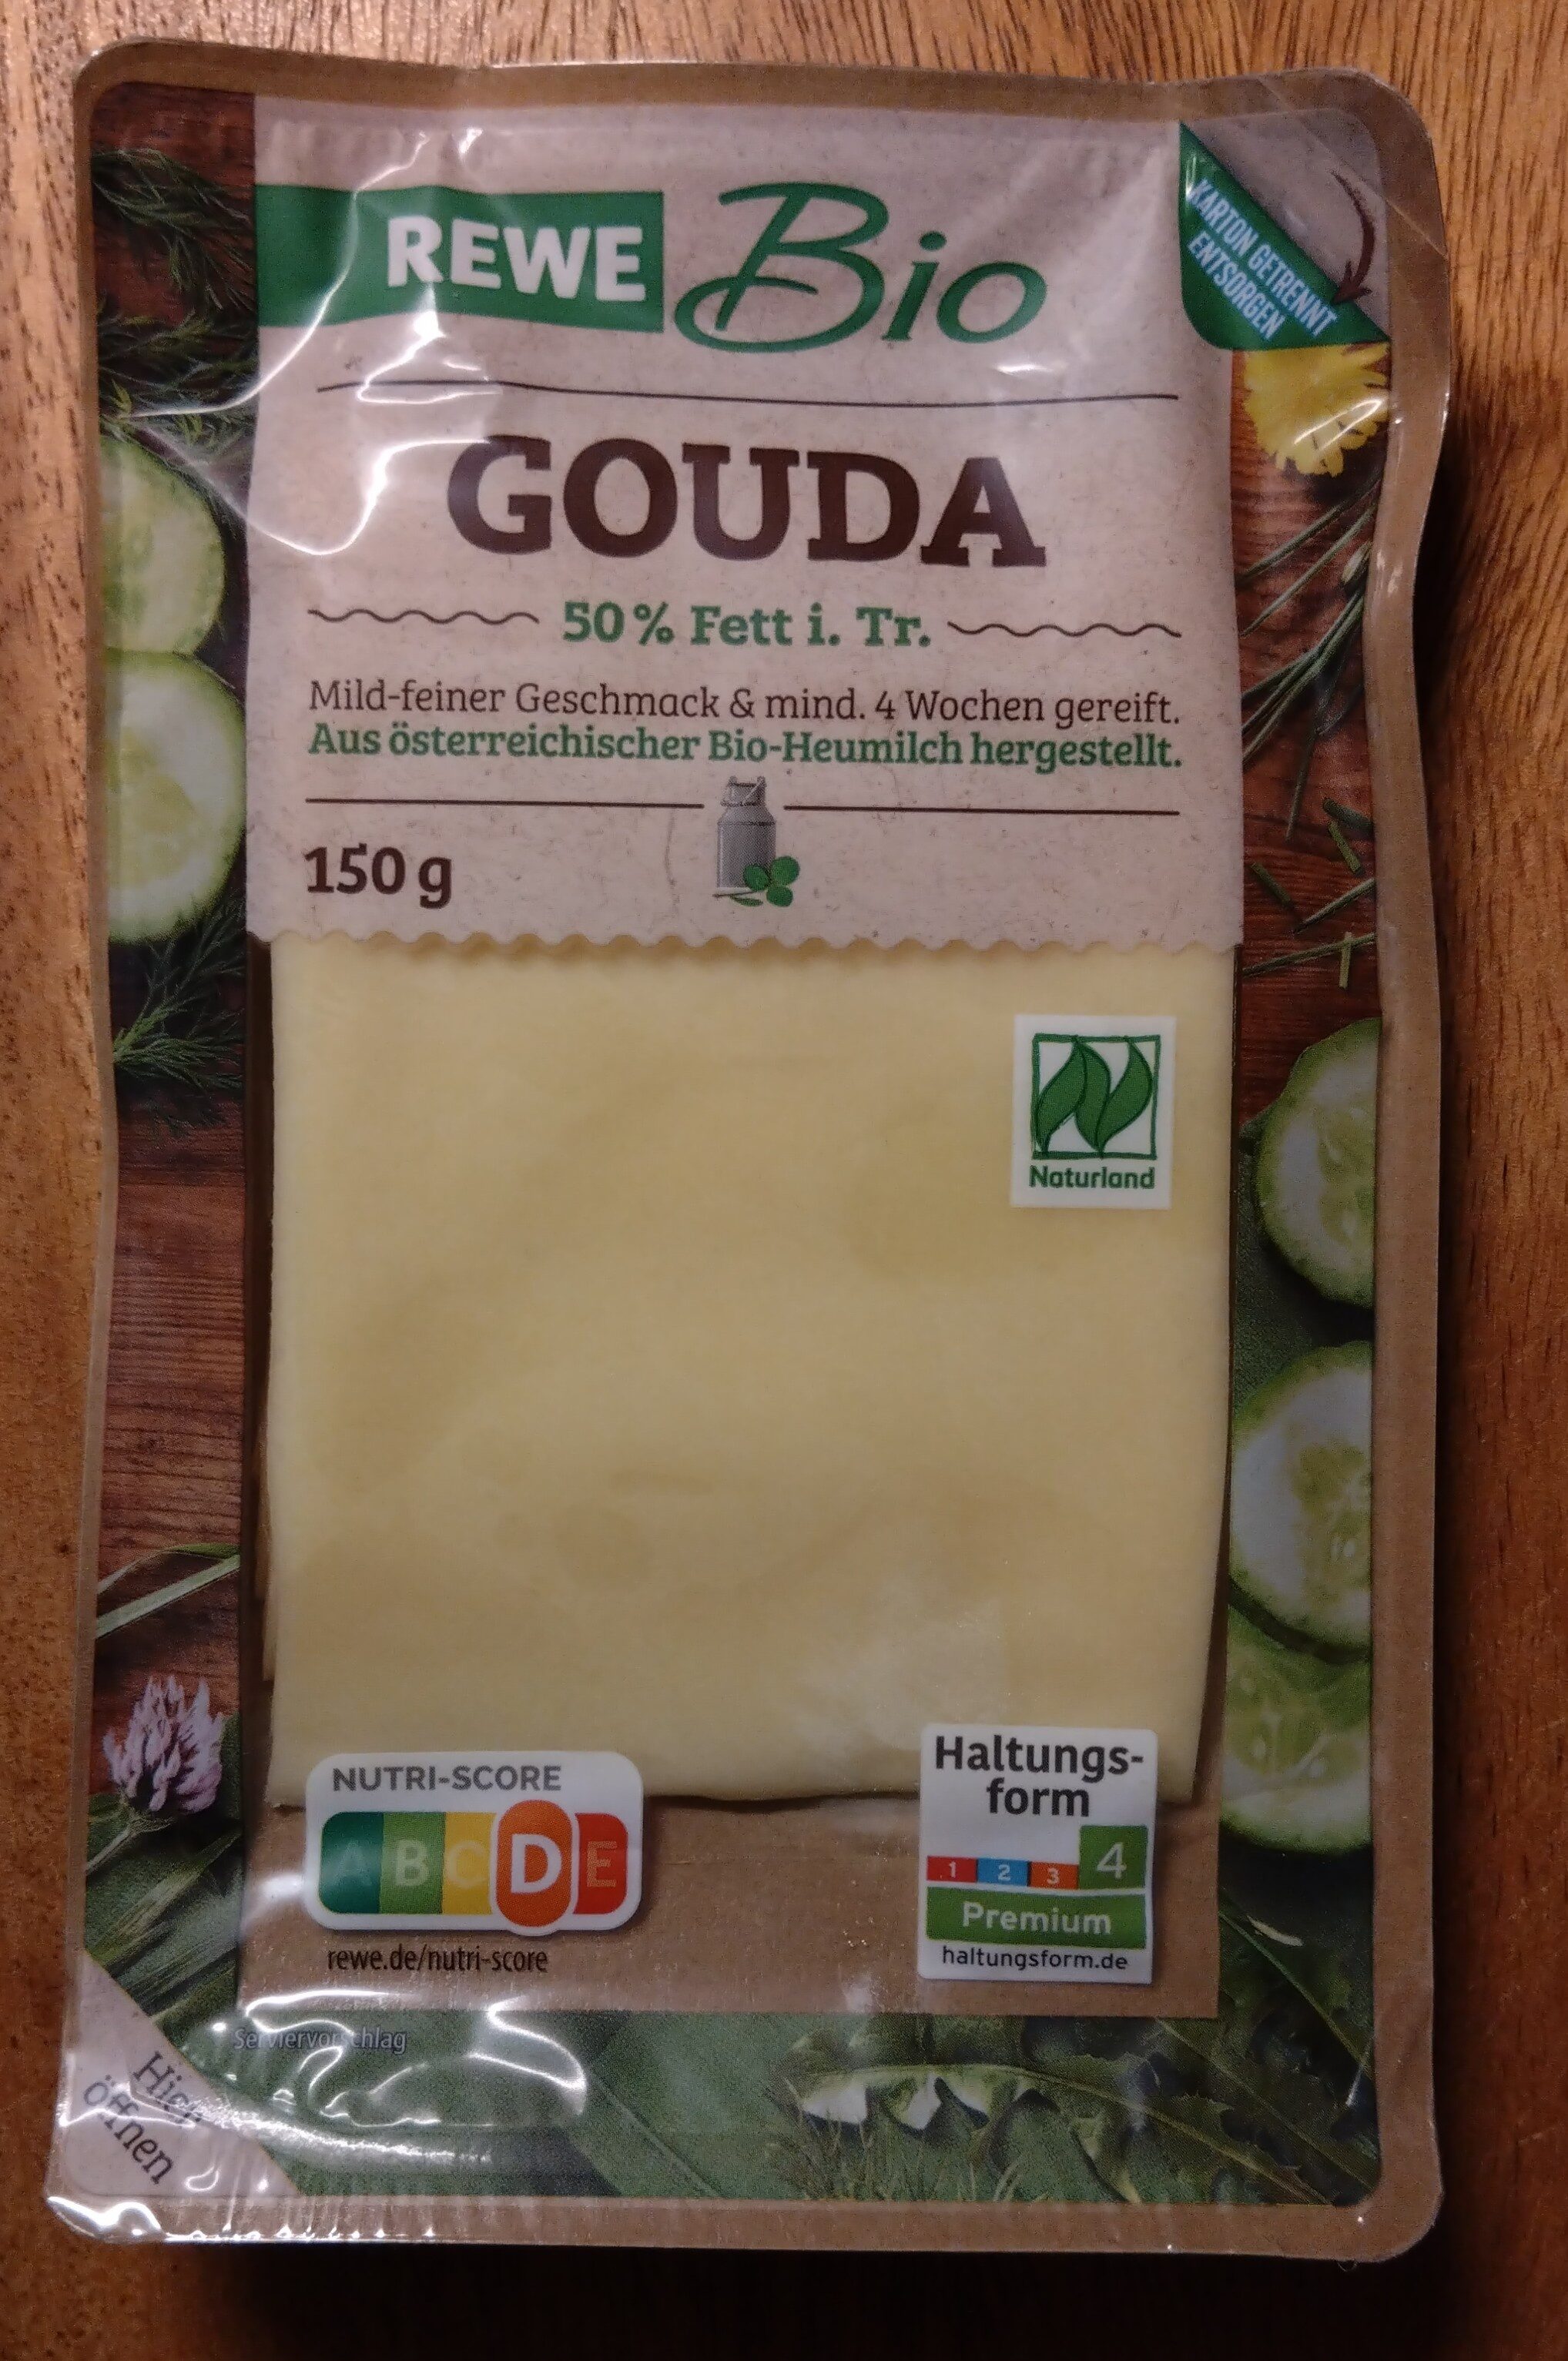 REWE Bio
KARTON GETRENNT
ENTSORGEN
GOUDA
50% Fett i. Tr.
Mild-feiner Geschmack & mind. 4 Wochen gereift.
Aus österreichischer Bio-Heumilch hergestellt.
150 g
Naturland
NUTRI-SCORE
A B C D E
rewe.de/nutri-score
Haltungs-
form
1 2 3 4
Premium
haltungsform.de
Serviervorschlag
Hier
öffnen